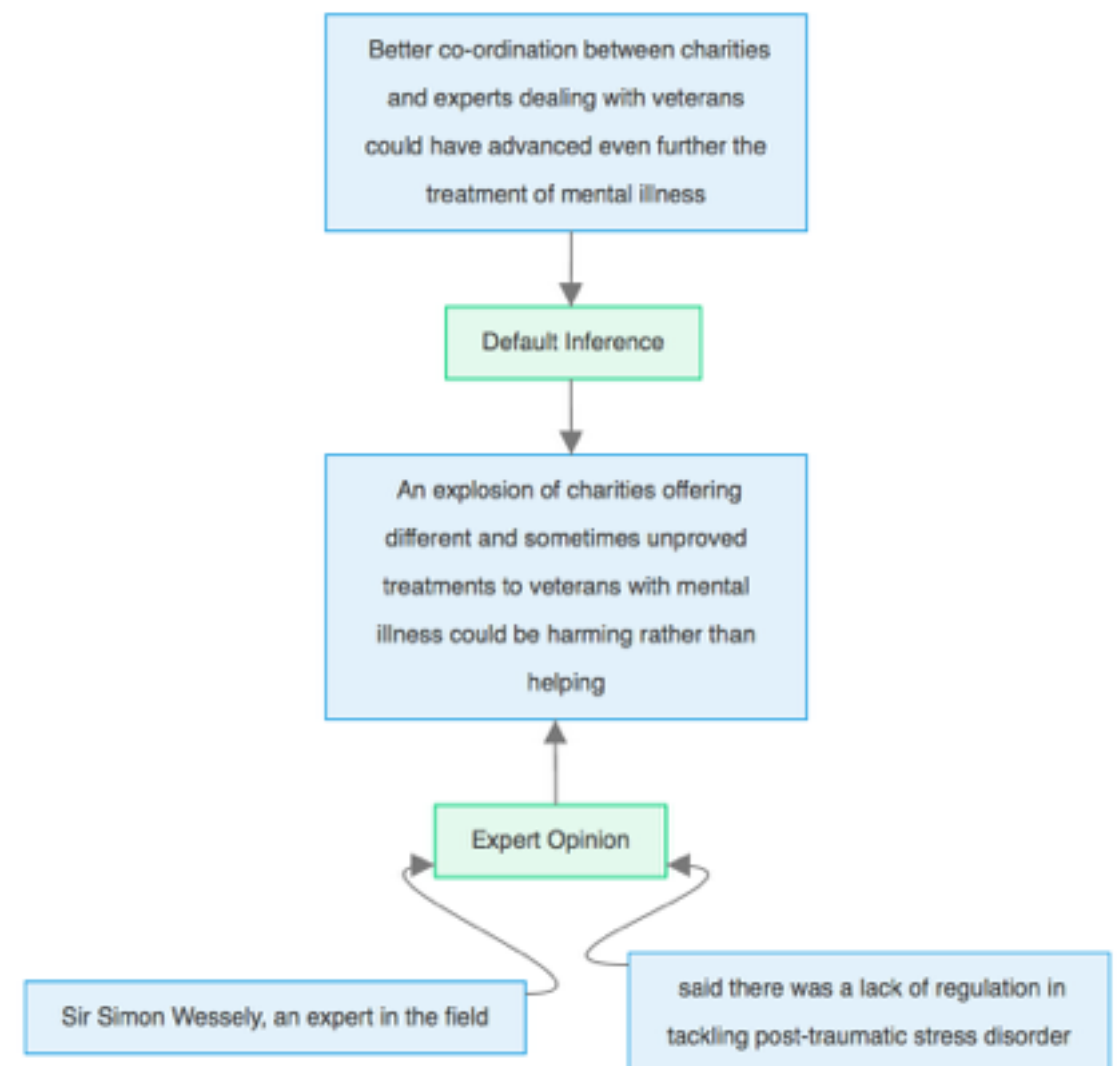 Better co-ordination between charities
and experts dealing with veterans
could have advanced even further the
treatment of mental illness
Default Inference
An explosion of charities offering
different and sometimes unproved
treatments to veterans with mental
illness could be harming rather than
helping
Expert Opinion
Sir Simon Wessely, an expert in the field
said there was a lack of regulation in
tackling post-traumatic stress disorder